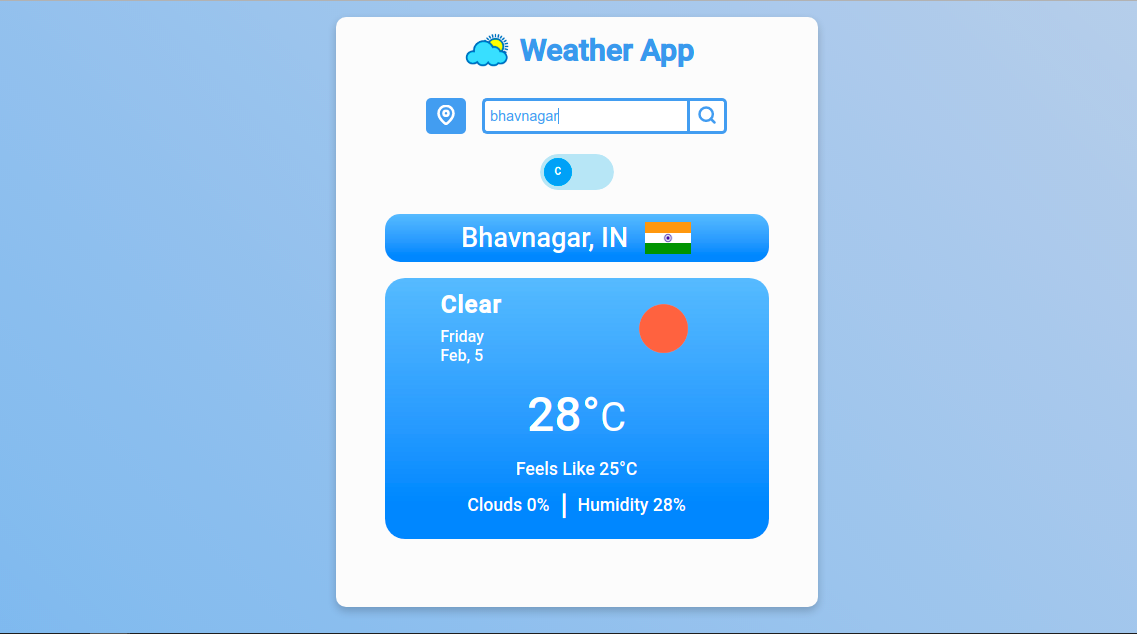 Weather App
bhavnagar
C
Bhavnagar, IN
Clear
Friday
Feb, 5
28°C
Feels Like 25°C
Clouds 0% | Humidity 28%